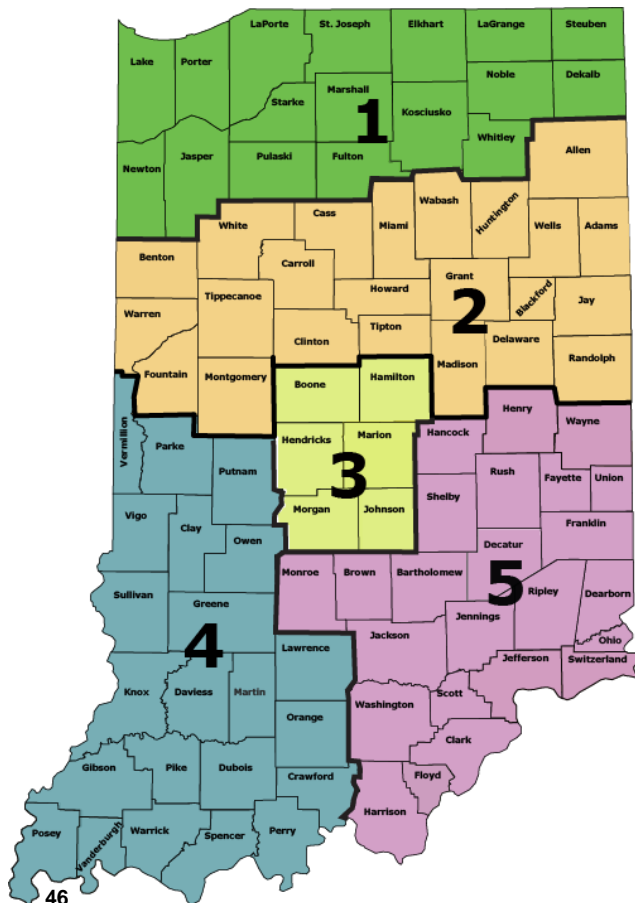 LaPorte
St. Joseph
Elkhart
LaGrange
Steuben
Lake
Porter
Noble
Dekalb
Starke
Marshall
Kosciusko
1
Whitley
Newton
Jasper
Pulaski
Fulton
Allen
White
Cass
Miami
Wabash
Huntington
Wells
Adams
Benton
Carroll
Grant
Howard
Tippecanoe
Blackford
Jay
Warren
2
Clinton
Tipton
Delaware
Fountain
Montgomery
Madison
Randolph
Boone
Hamilton
Vermillion
Parke
Putnam
Hendricks
Marion
3
Morgan
Johnson
Hancock
Henry
Wayne
Rush
Fayette
Union
Shelby
Franklin
Decatur
Vigo
Clay
Owen
Monroe
Brown
Bartholomew
5
Ripley
Dearborn
Sullivan
Greene
4
Jennings
Ohio
Jackson
Lawrence
Jefferson
Switzerland
Knox
Daviess
Martin
Washington
Scott
Orange
Clark
Gibson
Pike
Dubois
Crawford
Floyd
Harrison
Posey
Vanderburgh
Warrick
Spencer
Perry
46